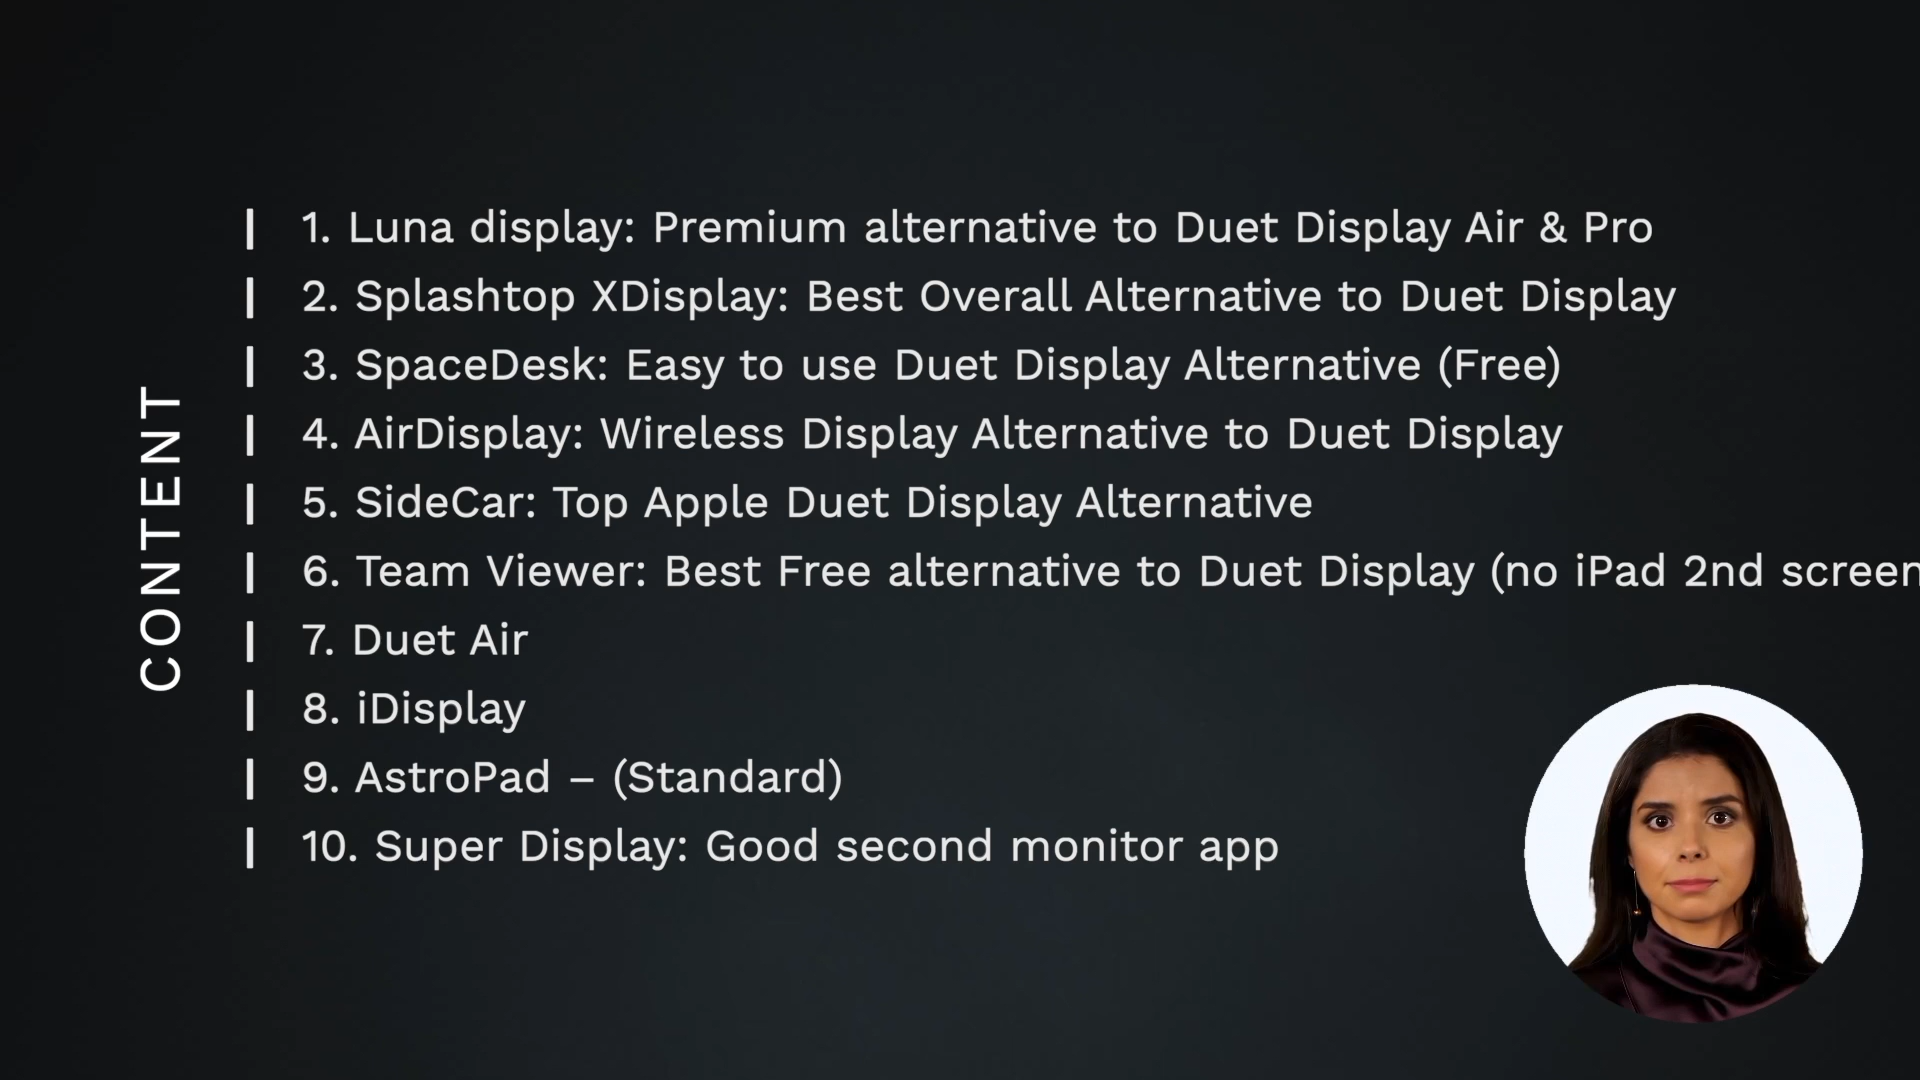 CONTENT
1. Luna display: Premium alternative to Duet Display Air & Pro
2. Splashtop XDisplay: Best Overall Alternative to Duet Display
3. SpaceDesk: Easy to use Duet Display Alternative (Free)
4. AirDisplay: Wireless Display Alternative to Duet Display
5. SideCar: Top Apple Duet Display Alternative
6. Team Viewer: Best Free alternative to Duet Display (no iPad 2nd screen
7. Duet Air
8. iDisplay
9. AstroPad – (Standard)
10. Super Display: Good second monitor app